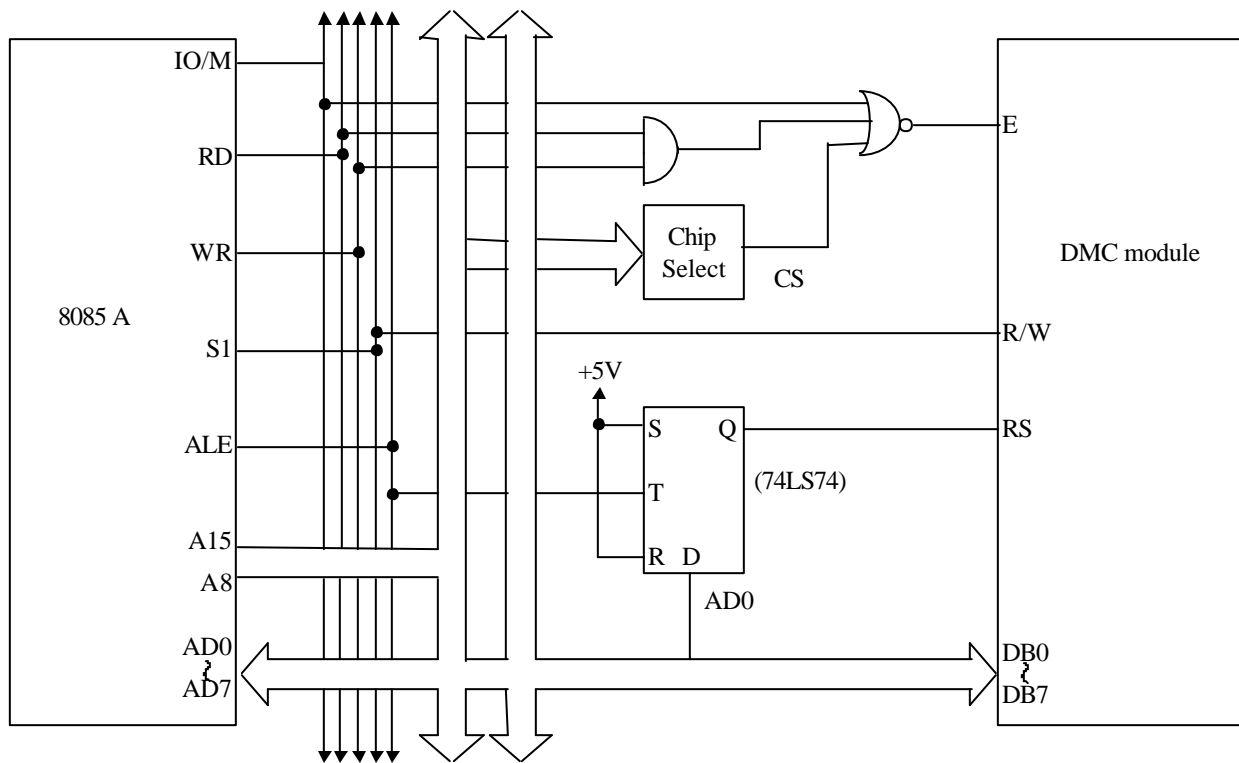 IO/M
RD
WR
8085 A
S1
ALE
A15
A8
AD0
AD7
Chip
Select
CS
+5V
S
Q
T
R
D
(74LS74)
AD0
E
DMC module
R/W
RS
DB0
DB7